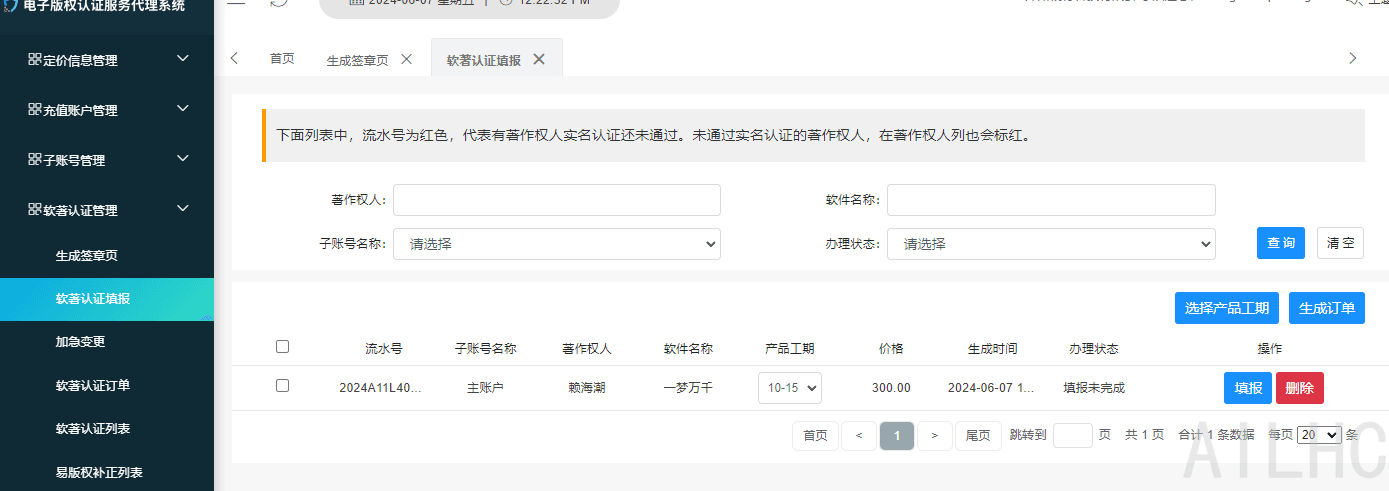 电子版权认证服务代理系统
2024-06-07 星期五 | 12:22:52 PM
定价信息管理
充值账户管理
子账号管理
软著认证管理
生成签章页
软著认证填报
加急变更
软著认证订单
软著认证列表
易版权补正列表
首页 生成签章页 软著认证填报
下面列表中，流水号为红色，代表有著作权人实名认证还未通过。未通过实名认证的著作权人，在著作权人列也会标红。
著作权人： 软件名称：
子账号名称： 请选择 办理状态： 请选择 查 询 清 空
选择产品工期 生成订单
流水号 子账号名称 著作权人 软件名称 产品工期 价格 生成时间 办理状态 操作
2024A11L40... 主账户 赖海潮 一梦万千 10-15 300.00 2024-06-07 1... 填报未完成 填报 删除
首页 < 1 > 尾页 跳转到 页 共 1 页 合计 1 条数据 每页 20 条
AILHC